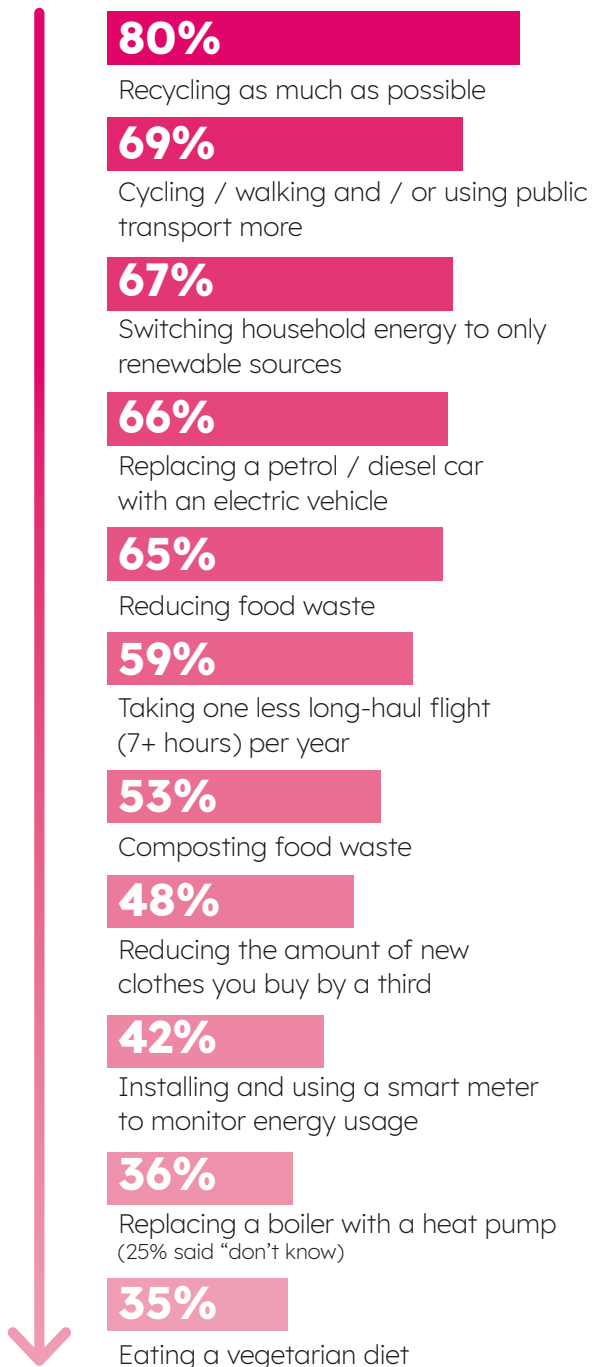 80%
Recycling as much as possible
69%
Cycling / walking and / or using public
transport more
67%
Switching household energy to only
renewable sources
66%
Replacing a petrol / diesel car
with an electric vehicle
65%
Reducing food waste
59%
Taking one less long-haul flight
(7+ hours) per year
53%
Composting food waste
48%
Reducing the amount of new
clothes you buy by a third
42%
Installing and using a smart meter
to monitor energy usage
36%
Replacing a boiler with a heat pump
(25% said “don’t know)
35%
Eating a vegetarian diet